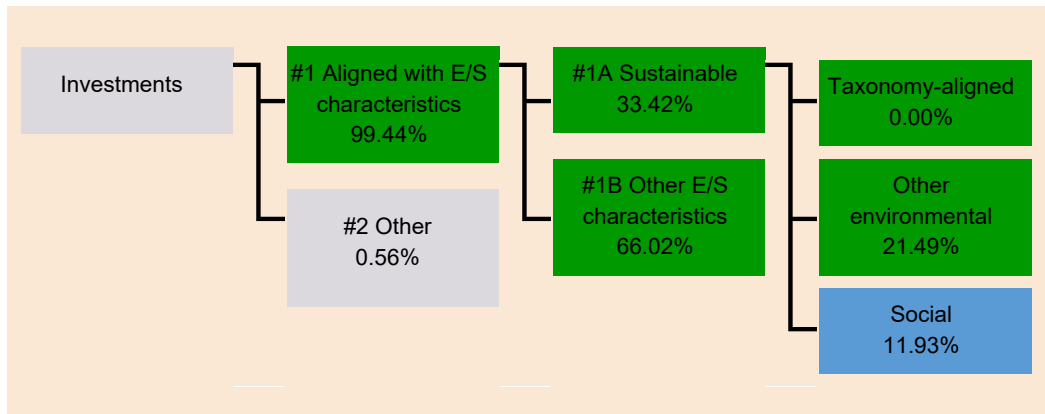 Investments
#1 Aligned with E/S
characteristics
99.44%
#2 Other
0.56%
#1A Sustainable
33.42%
#1B Other E/S
characteristics
66.02%
Taxonomy-aligned
0.00%
Other
environmental
21.49%
Social
11.93%